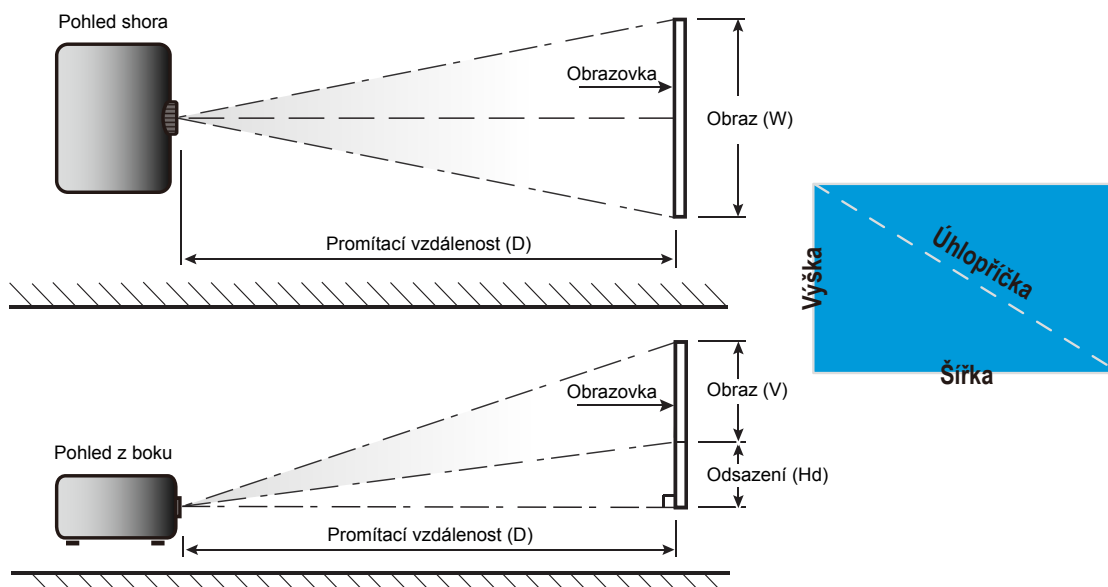 Pohled shora
Obrazovka
Obraz (W)
Promítací vzdálenost (D)
Výška
Úhlopříčka
Šířka
Obrazovka
Obraz (V)
Pohled z boku
Odsazení (Hd)
Promítací vzdálenost (D)